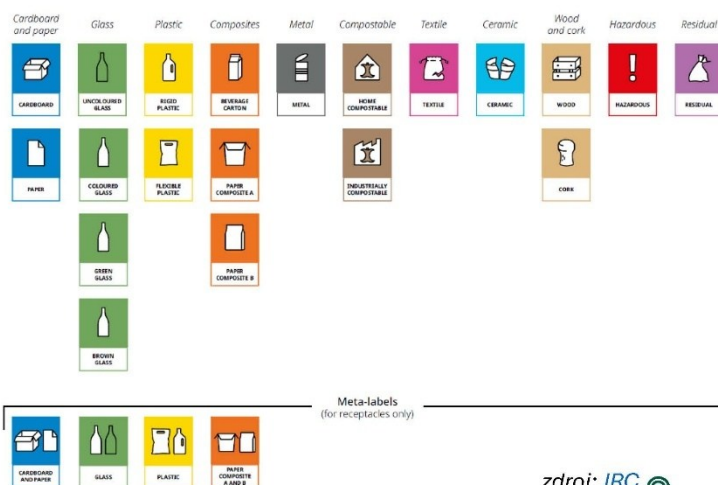 Cardboard and paper
Glass
Plastic
Composites
Metal
Compostable
Textile
Ceramic
Wood and cork
Hazardous
Residual
CARDBOARD
UNCOLOURED GLASS
RIGID PLASTIC
BEVERAGE CARTON
METAL
HOME COMPOSTABLE
TEXTILE
CERAMIC
WOOD
HAZARDOUS
RESIDUAL
PAPER
COLOURED GLASS
FLEXIBLE PLASTIC
PAPER COMPOSITE A
INDUSTRIALLY COMPOSTABLE
CORK
GREEN GLASS
PAPER COMPOSITE B
BROWN GLASS
Meta-labels
(for receptacles only)
CARDBOARD AND PAPER
GLASS
PLASTIC
PAPER COMPOSITE A AND B
zdroj: JRC